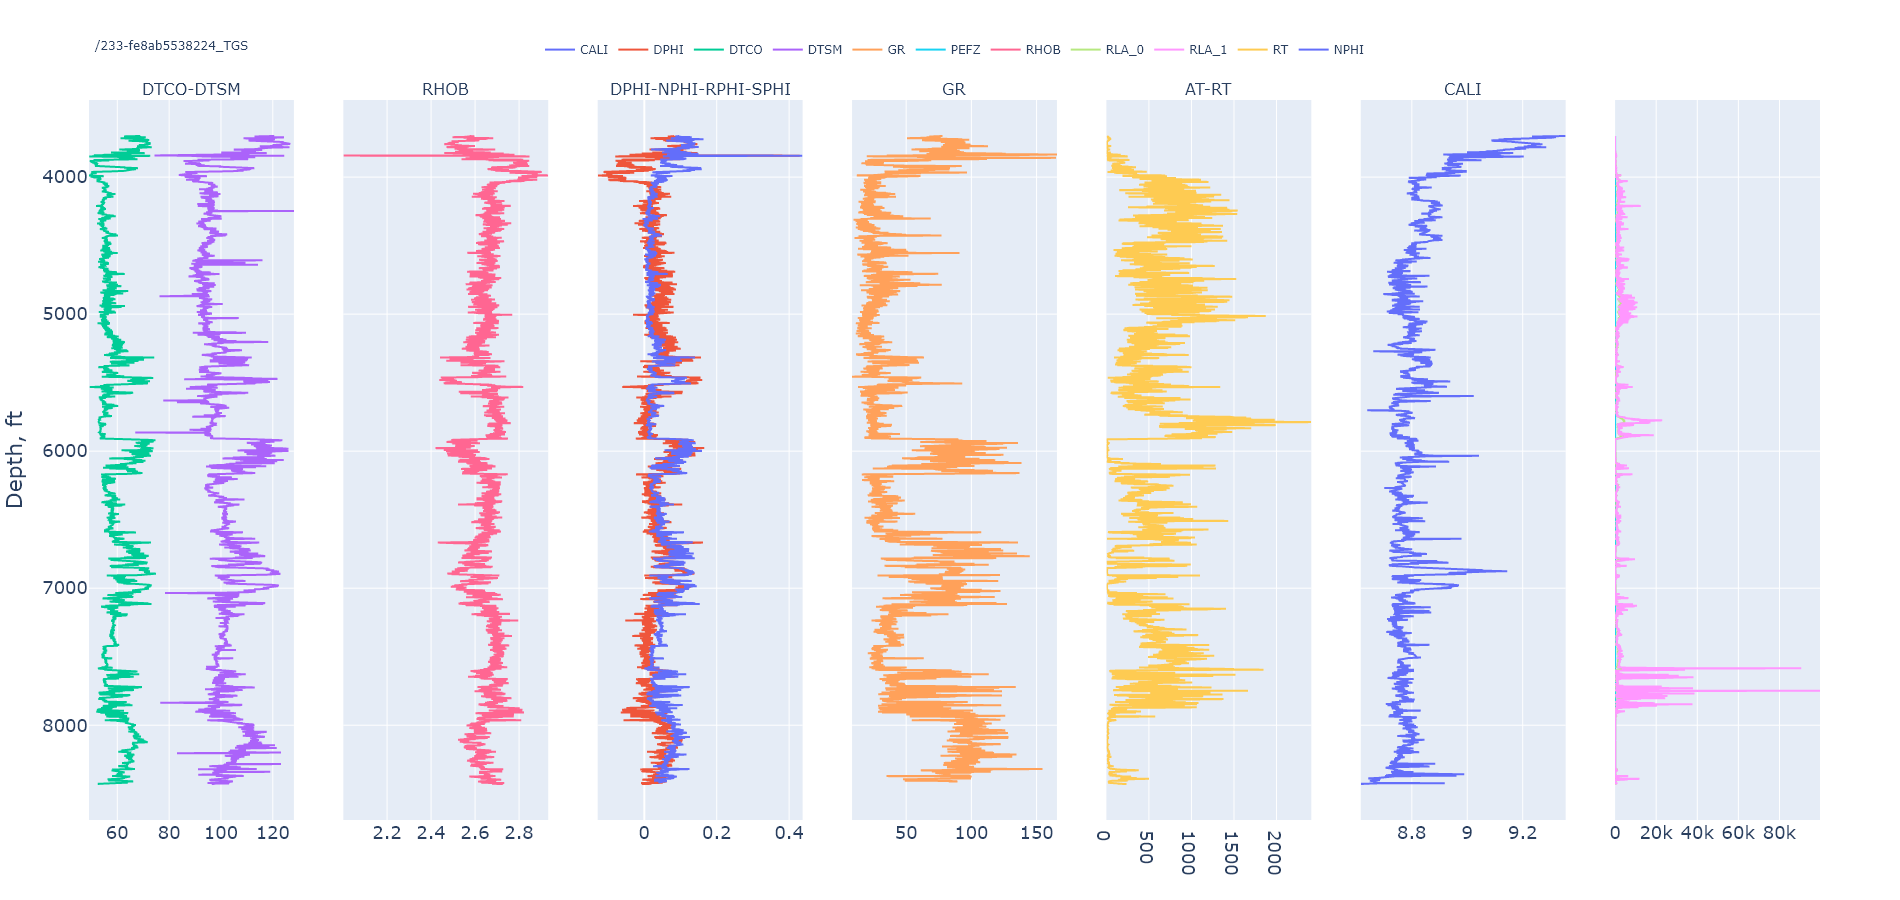 /233-fe8ab5538224_TGS
CALI DPHI DTCO DTSM GR PEFZ RHOB RLA_0 RLA_1 RT NPHI
DTCO-DTSM RHOB DPHI-NPHI-RPHI-SPHI GR AT-RT CALI
Depth, ft
4000
5000
6000
7000
8000
60 80 100 120
2.2 2.4 2.6 2.8
0 0.2 0.4
50 100 150
0 500 1000 1500 2000
8.8 9 9.2
0 20k 40k 60k 80k